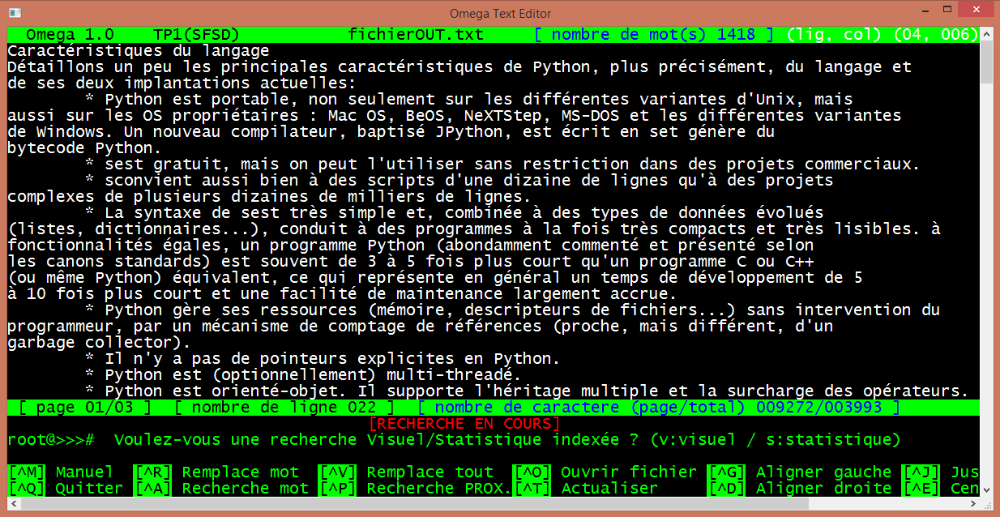 Omega Text Editor
Omega 1.0 TP1(SFSD) fichierOUT.txt [ nombre de mot(s) 1418 ] (lig, col) (04, 006)
Caractéristiques du langage
Détaillons un peu les principales caractéristiques de Python, plus précisément, du langage et
de ses deux implantations actuelles:
* Python est portable, non seulement sur les différentes variantes d'Unix, mais
aussi sur les OS propriétaires : Mac OS, BeOS, NeXTStep, MS-DOS et les différentes variantes
de Windows. Un nouveau compilateur, baptisé JPython, est écrit en set génère du
bytecode Python.
* sest gratuit, mais on peut l'utiliser sans restriction dans des projets commerciaux.
* sconvient aussi bien à des scripts d'une dizaine de lignes qu'à des projets
complexes de plusieurs dizaines de milliers de lignes.
* La syntaxe de sest très simple et, combinée à des types de données évolués
(listes, dictionnaires...), conduit à des programmes à la fois très compacts et très lisibles. à
fonctionnalités égales, un programme Python (abondamment commenté et présenté selon
les canons standards) est souvent de 3 à 5 fois plus court qu'un programme C ou C++
(ou même Python) équivalent, ce qui représente en général un temps de développement de 5
à 10 fois plus court et une facilité de maintenance largement accrue.
* Python gère ses ressources (mémoire, descripteurs de fichiers...) sans intervention du
programmeur, par un mécanisme de comptage de références (proche, mais différent, d'un
garbage collector).
* Il n'y a pas de pointeurs explicites en Python.
* Python est (optionnellement) multi-threadé.
* Python est orienté-objet. Il supporte l'héritage multiple et la surcharge des opérateurs.
[ page 01/03 ] [ nombre de ligne 022 ] [ nombre de caractere (page/total) 009272/003993 ]
[RECHERCHE EN COURS]
root@>>># Voulez-vous une recherche Visuel/Statistique indexée ? (v:visuel / s:statistique)
[^M] Manuel [^R] Remplace mot [^V] Remplace tout [^O] Ouvrir fichier [^G] Aligner gauche [^J] Jus
[^Q] Quitter [^A] Recherche mot [^P] Recherche PROX. [^T] Actualiser [^D] Aligner droite [^E] Cen